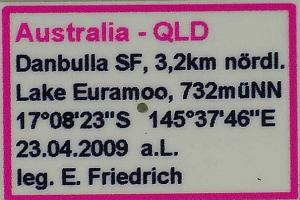 Australia - QLD
Danbulla SF, 3,2km nördl.
Lake Euramoo, 732müNN
17°08'23"S 145°37'46"E
23.04.2009 a.L.
leg. E. Friedrich